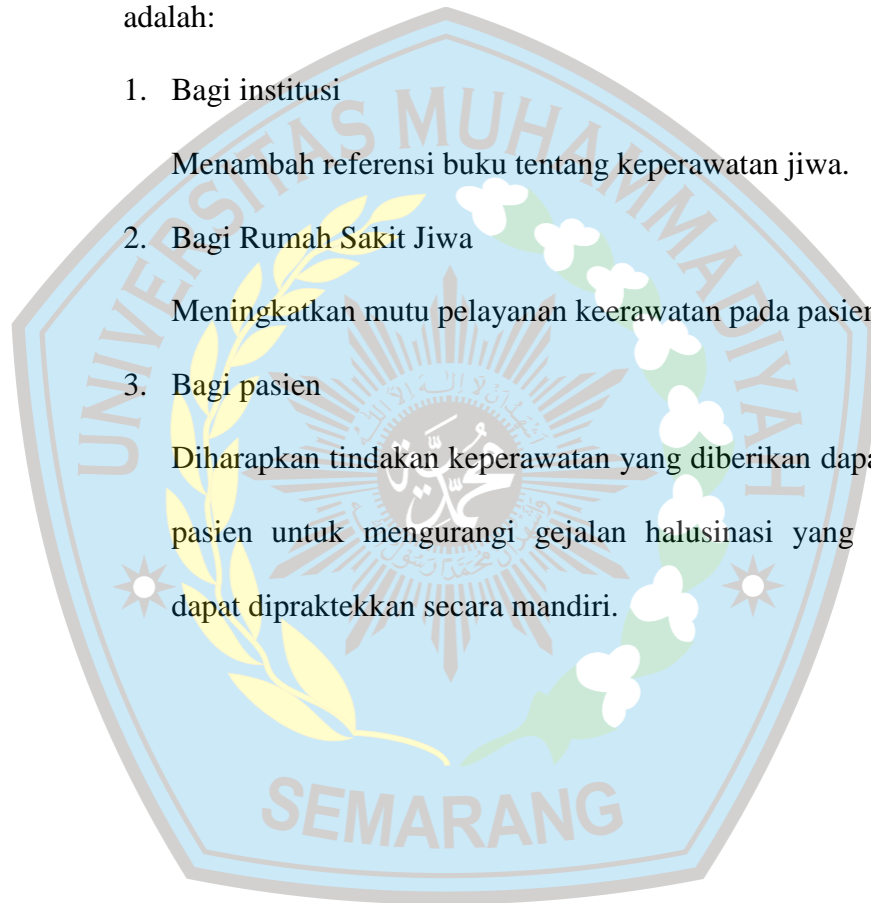 adalah:
1. Bagi institusi
Menambah referensi buku tentang keperawatan jiwa.
2. Bagi Rumah Sakit Jiwa
Meningkatkan mutu pelayanan keerawatan pada pasien
3. Bagi pasien
Diharapkan tindakan keperawatan yang diberikan dapa
pasien untuk mengurangi gejalan halusinasi yang
dapat dipraktekkan secara mandiri.
UNIVERSITAS MUHAMMADIYAH
SEMARANG
محمد